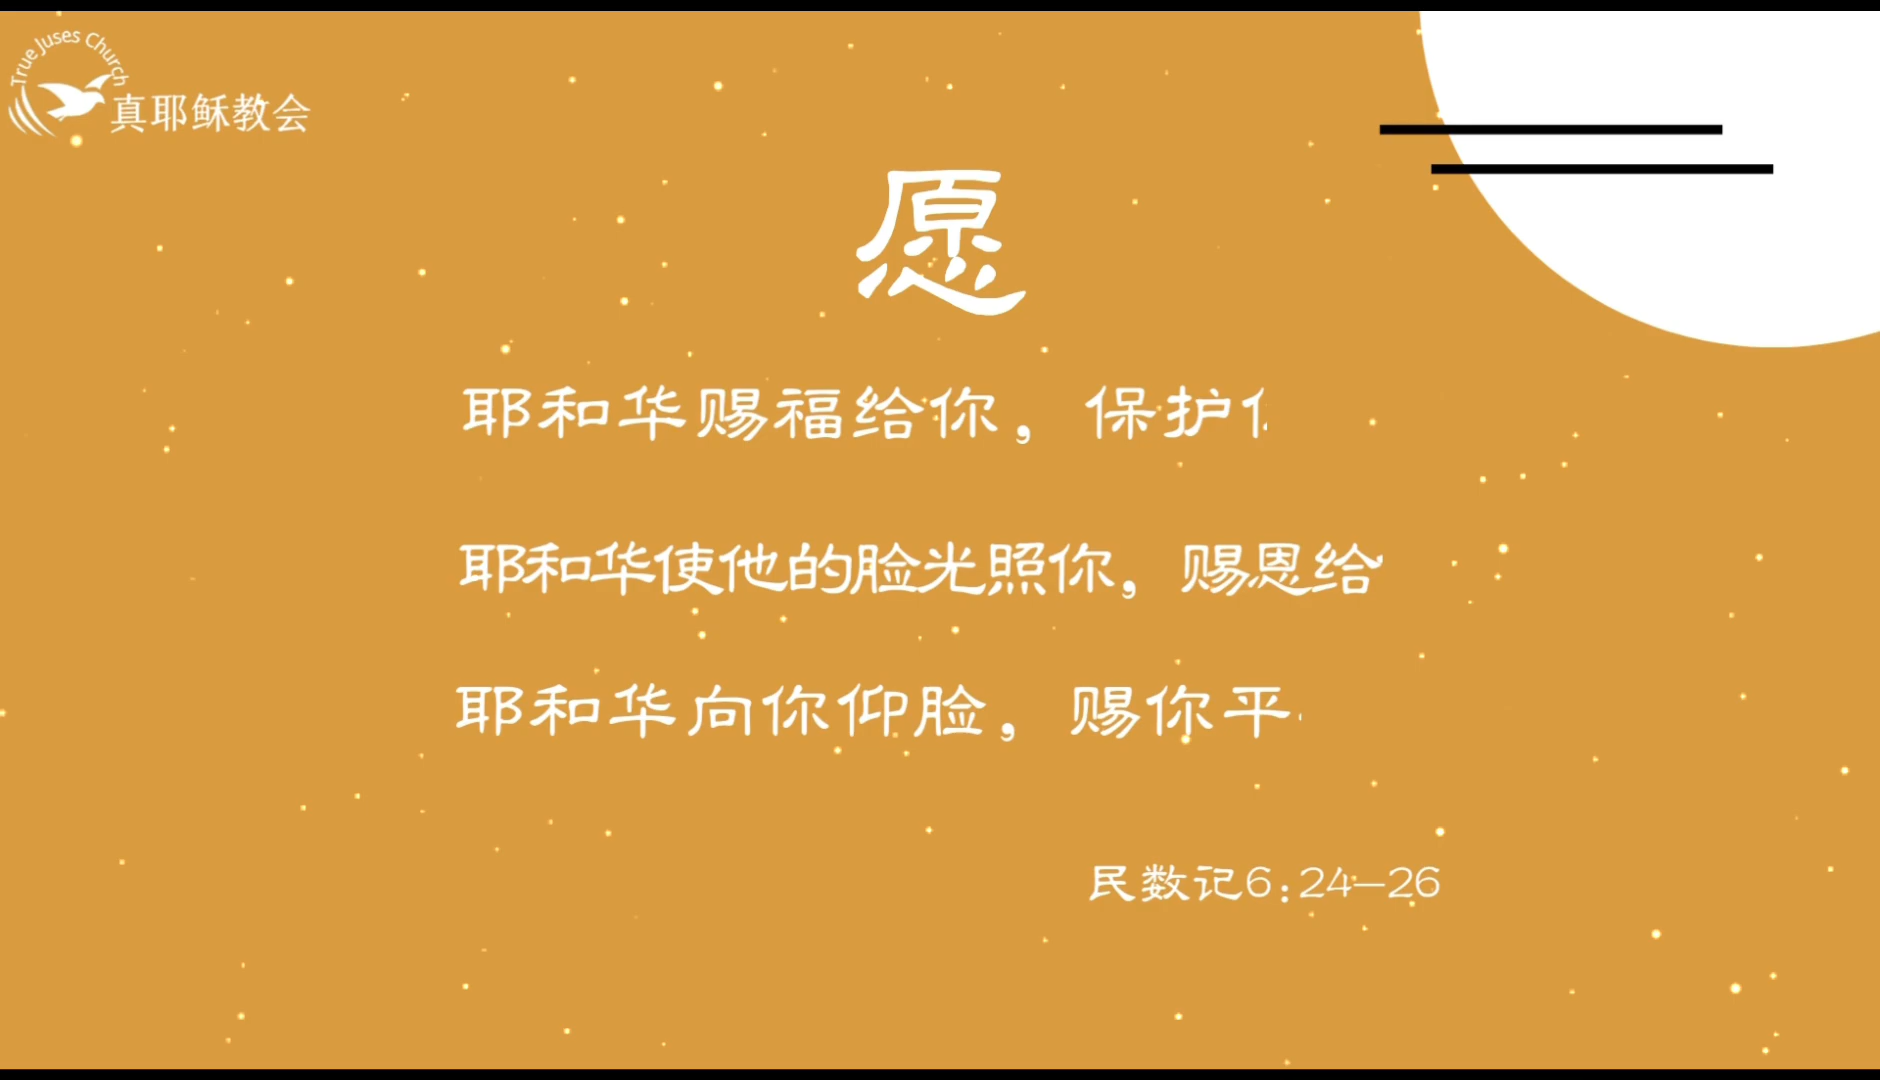 True Juses Church
真耶稣教会
愿
耶和华赐福给你，保护
耶和华使他的脸光照你，赐恩给
耶和华向你仰脸，赐你平
民数记6:24—26